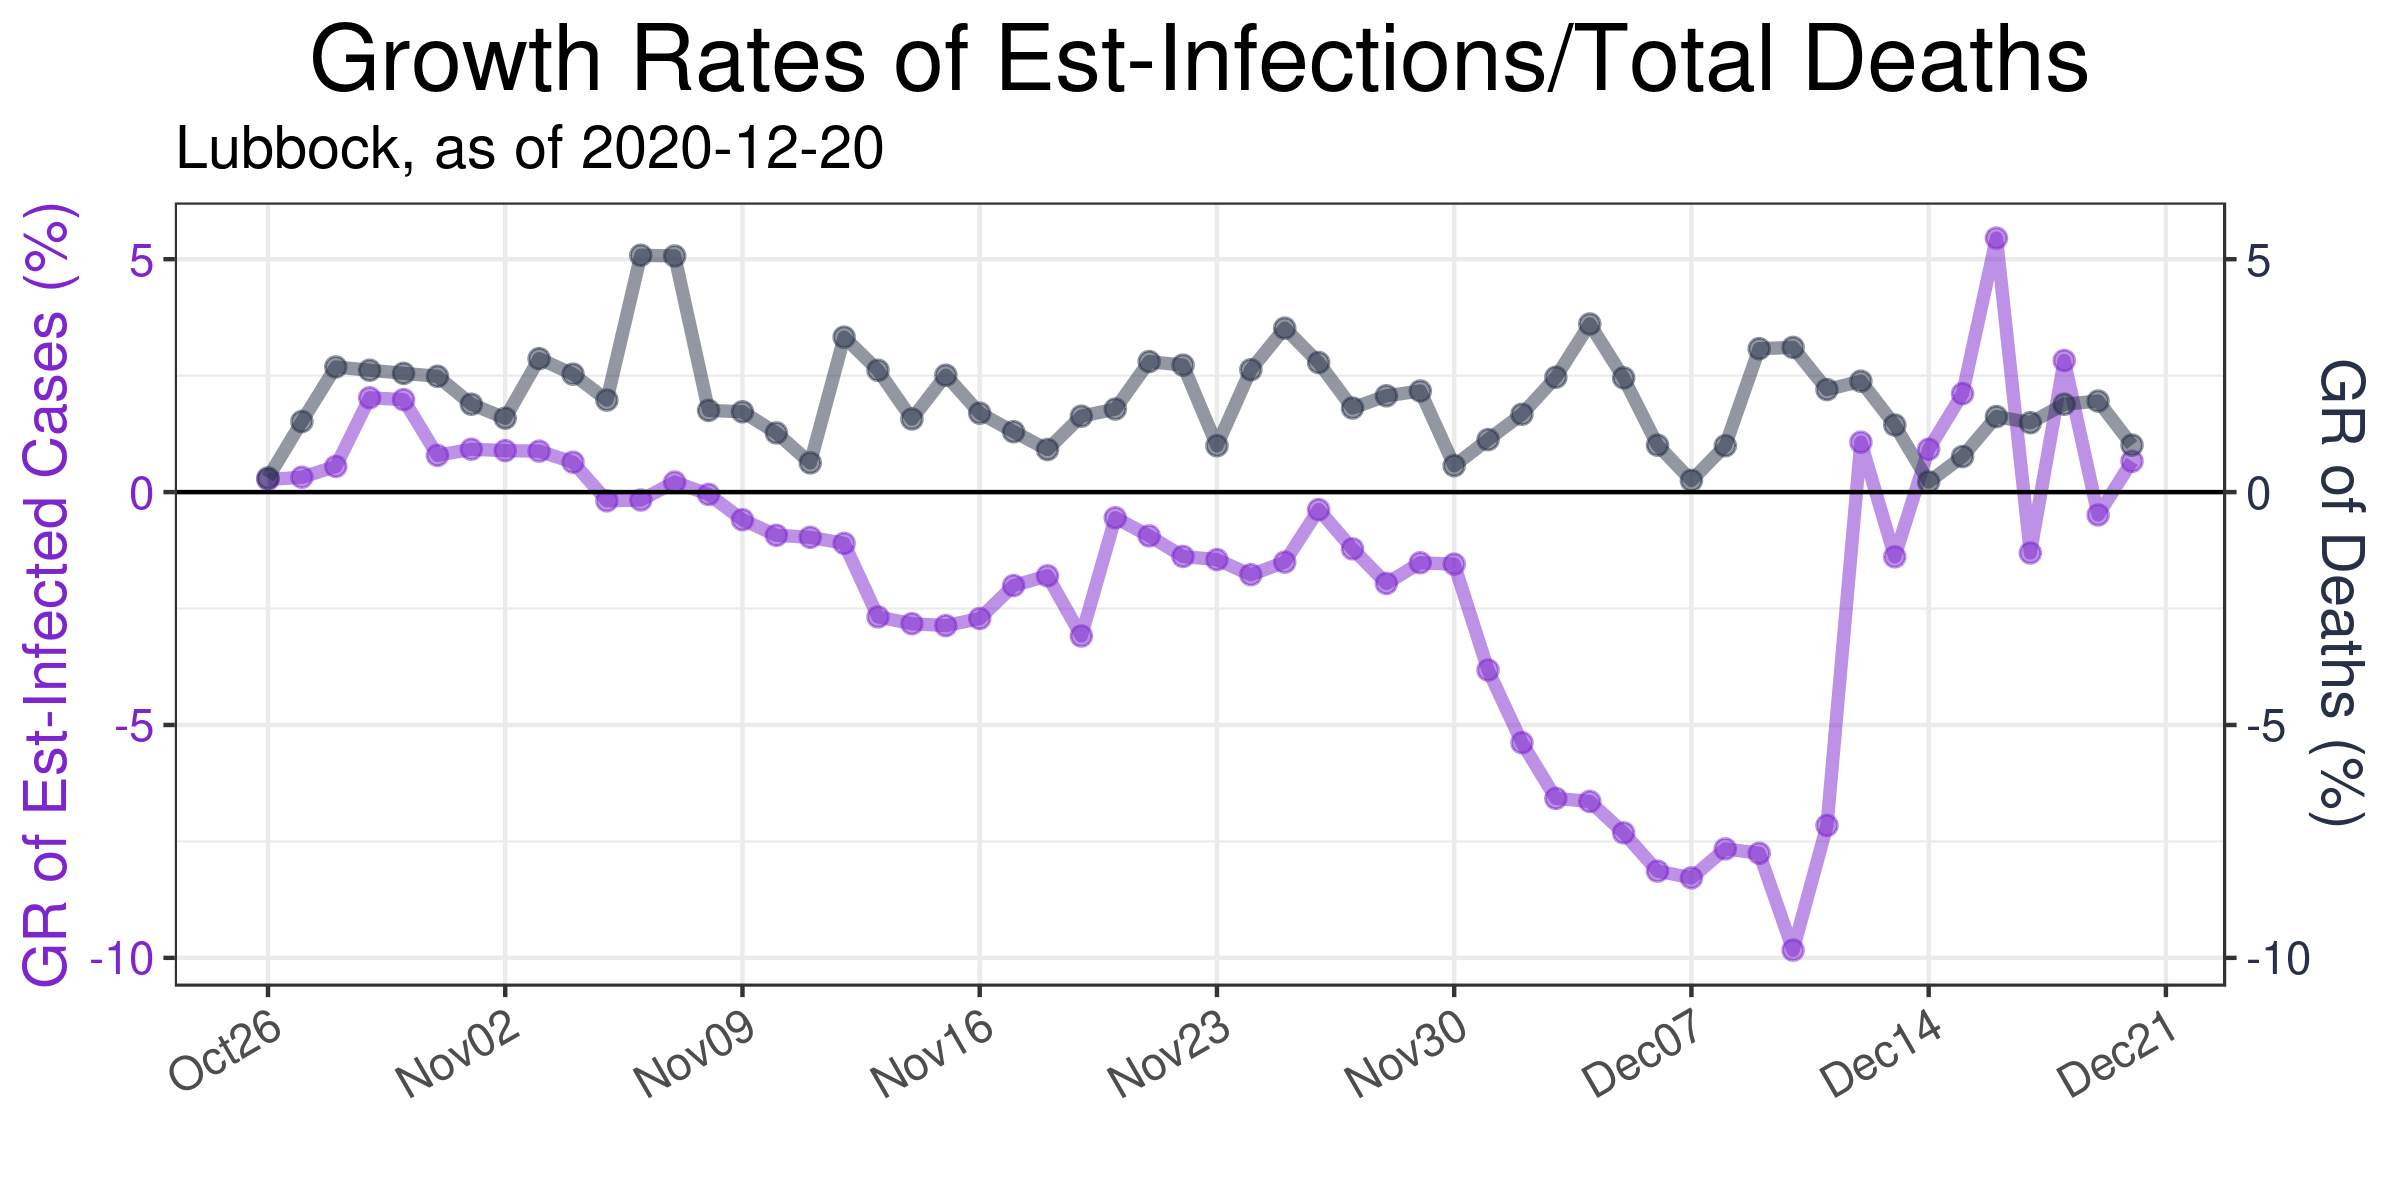 Growth Rates of Est-Infections/Total Deaths
Lubbock, as of 2020-12-20
GR of Est-Infected Cases (%)
5
0
-5
-10
5
0
-5
-10
GR of Deaths (%)
Oct26
Nov02
Nov09
Nov16
Nov23
Nov30
Dec07
Dec14
Dec21